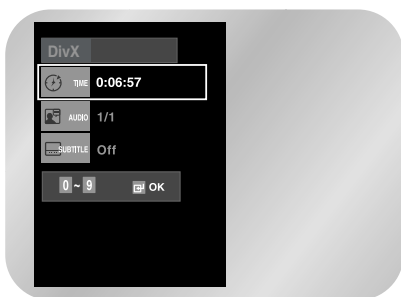 DivX
TIME 0:06:57
AUDIO 1/1
SUBTITLE Off
0 ~ 9 OK